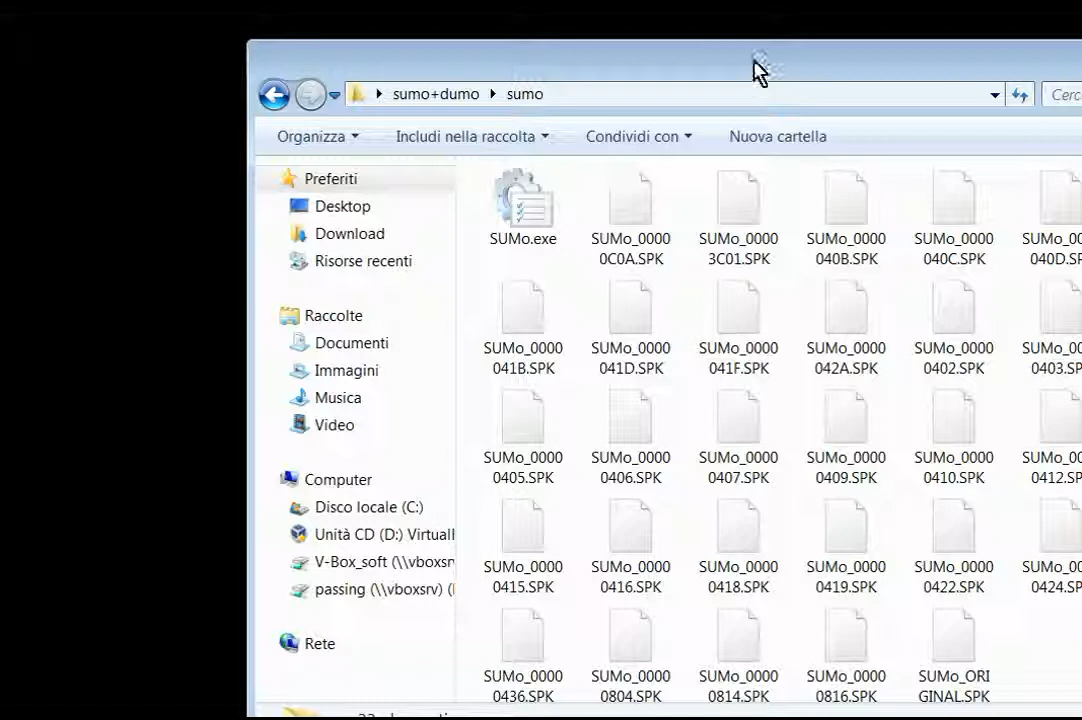 sumo+dumo sumo
Cerc
Organizza Includi nella raccolta Condividi con Nuova cartella
Preferiti
Desktop
Download
Risorse recenti
Raccolte
Documenti
Immagini
Musica
Video
Computer
Disco locale (C:)
Unità CD (D:) Virtuall
V-Box_soft (\\vboxsr
passing (\\vboxsrv) (
Rete
SUMo.exe
SUMo_0000
0C0A.SPK
SUMo_0000
3C01.SPK
SUMo_0000
040B.SPK
SUMo_0000
040C.SPK
SUMo_00
040D.SP
SUMo_0000
041B.SPK
SUMo_0000
041D.SPK
SUMo_0000
041F.SPK
SUMo_0000
042A.SPK
SUMo_0000
0402.SPK
SUMo_00
0403.SP
SUMo_0000
0405.SPK
SUMo_0000
0406.SPK
SUMo_0000
0407.SPK
SUMo_0000
0409.SPK
SUMo_0000
0410.SPK
SUMo_00
0412.SP
SUMo_0000
0415.SPK
SUMo_0000
0416.SPK
SUMo_0000
0418.SPK
SUMo_0000
0419.SPK
SUMo_0000
0422.SPK
SUMo_00
0424.SP
SUMo_0000
0436.SPK
SUMo_0000
0804.SPK
SUMo_0000
0814.SPK
SUMo_0000
0816.SPK
SUMo_ORI
GINAL.SPK